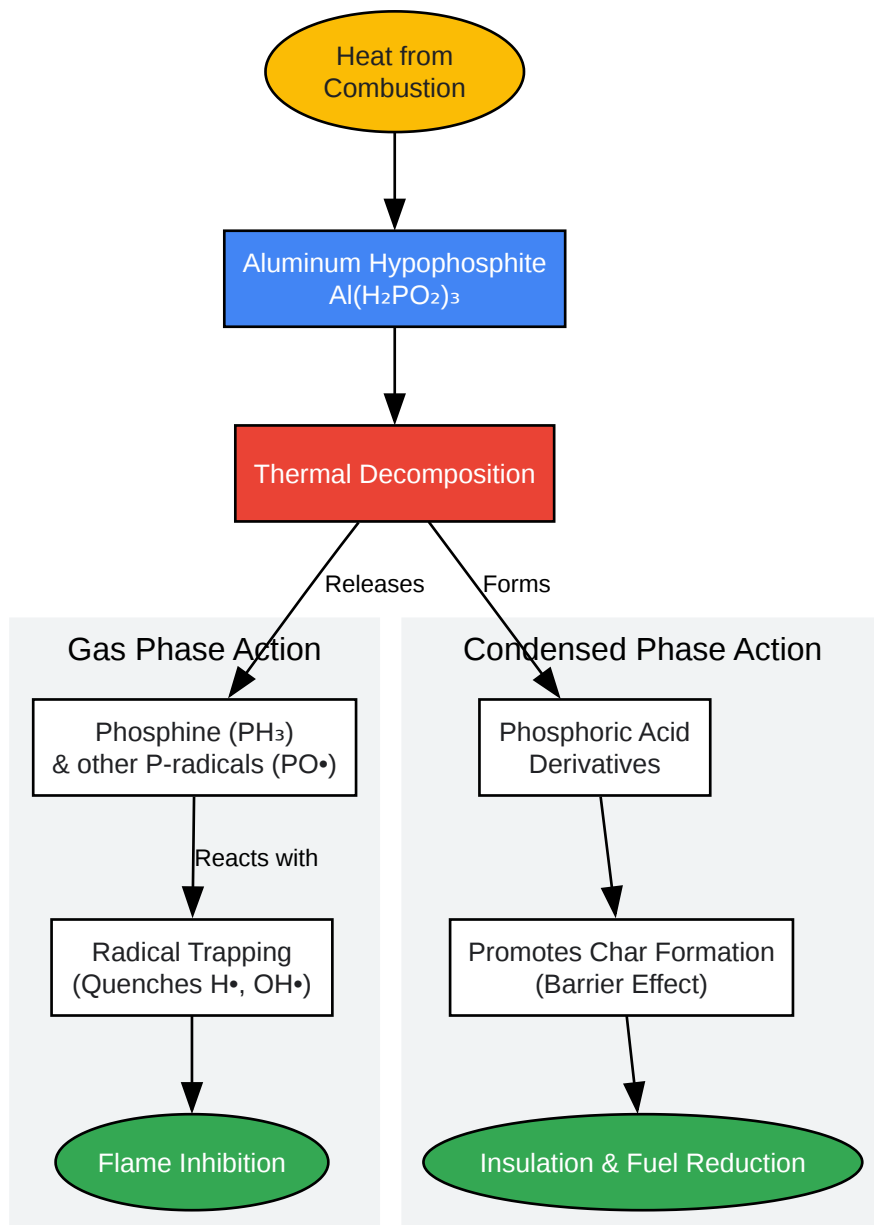 Heat from
Combustion
Aluminum Hypophosphite
Al(H₂PO₂)₃
Thermal Decomposition
Releases
Forms
Gas Phase Action
Condensed Phase Action
Phosphine (PH₃)
& other P-radicals (PO•)
Phosphoric Acid
Derivatives
Reacts with
Radical Trapping
(Quenches H•, OH•)
Promotes Char Formation
(Barrier Effect)
Flame Inhibition
Insulation & Fuel Reduction